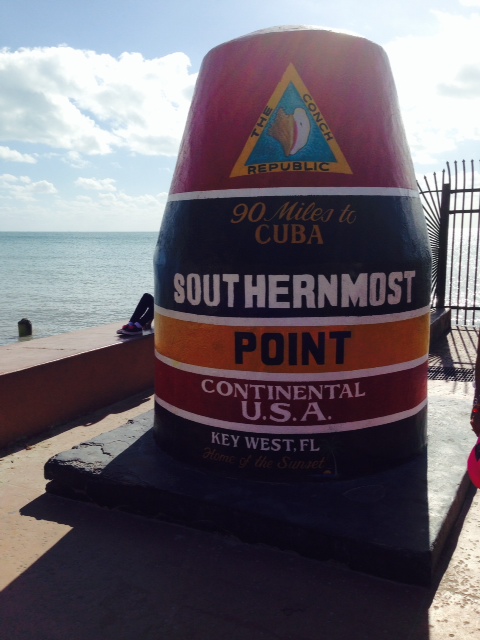 THE CONCH
REPUBLIC
90 Miles to
CUBA
SOUTHERNMOST
POINT
CONTINENTAL
U.S.A.
KEY WEST, FL
Home of the Sunset